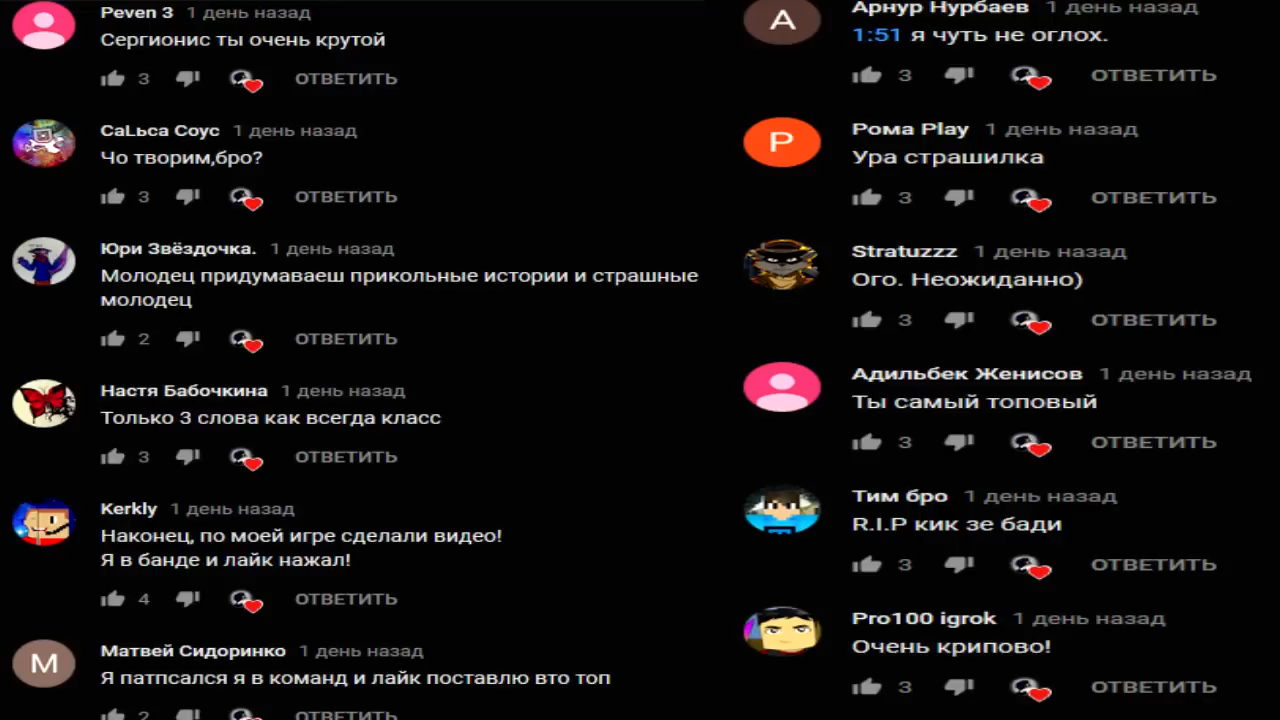 Peven 3 1 день назад
Сергионис ты очень крутой
3 ОТВЕТИТЬ
CaLьca Coyc 1 день назад
Чо творим,бро?
3 ОТВЕТИТЬ
Юри Звёздочка. 1 день назад
Молодец придумаваеш прикольные истории и страшные
молодец
2 ОТВЕТИТЬ
Настя Бабочкина 1 день назад
Только 3 слова как всегда класс
3 ОТВЕТИТЬ
Kerkly 1 день назад
Наконец, по моей игре сделали видео!
Я в банде и лайк нажал!
4 ОТВЕТИТЬ
М
Матвей Сидоринко 1 день назад
Я патпсался я в команд и лайк поставлю вто топ
2 ОТВЕТИТЬ
А
Арнур Нурбаев 1 день назад
1:51 я чуть не оглох.
3 ОТВЕТИТЬ
Р
Рома Play 1 день назад
Ура страшилка
3 ОТВЕТИТЬ
Stratuzzz 1 день назад
Ого. Неожиданно)
3 ОТВЕТИТЬ
Адильбек Женисов 1 день назад
Ты самый топовый
3 ОТВЕТИТЬ
Тим бро 1 день назад
R.I.P кик зе бади
3 ОТВЕТИТЬ
Pro100 igrok 1 день назад
Очень крипово!
3 ОТВЕТИТЬ